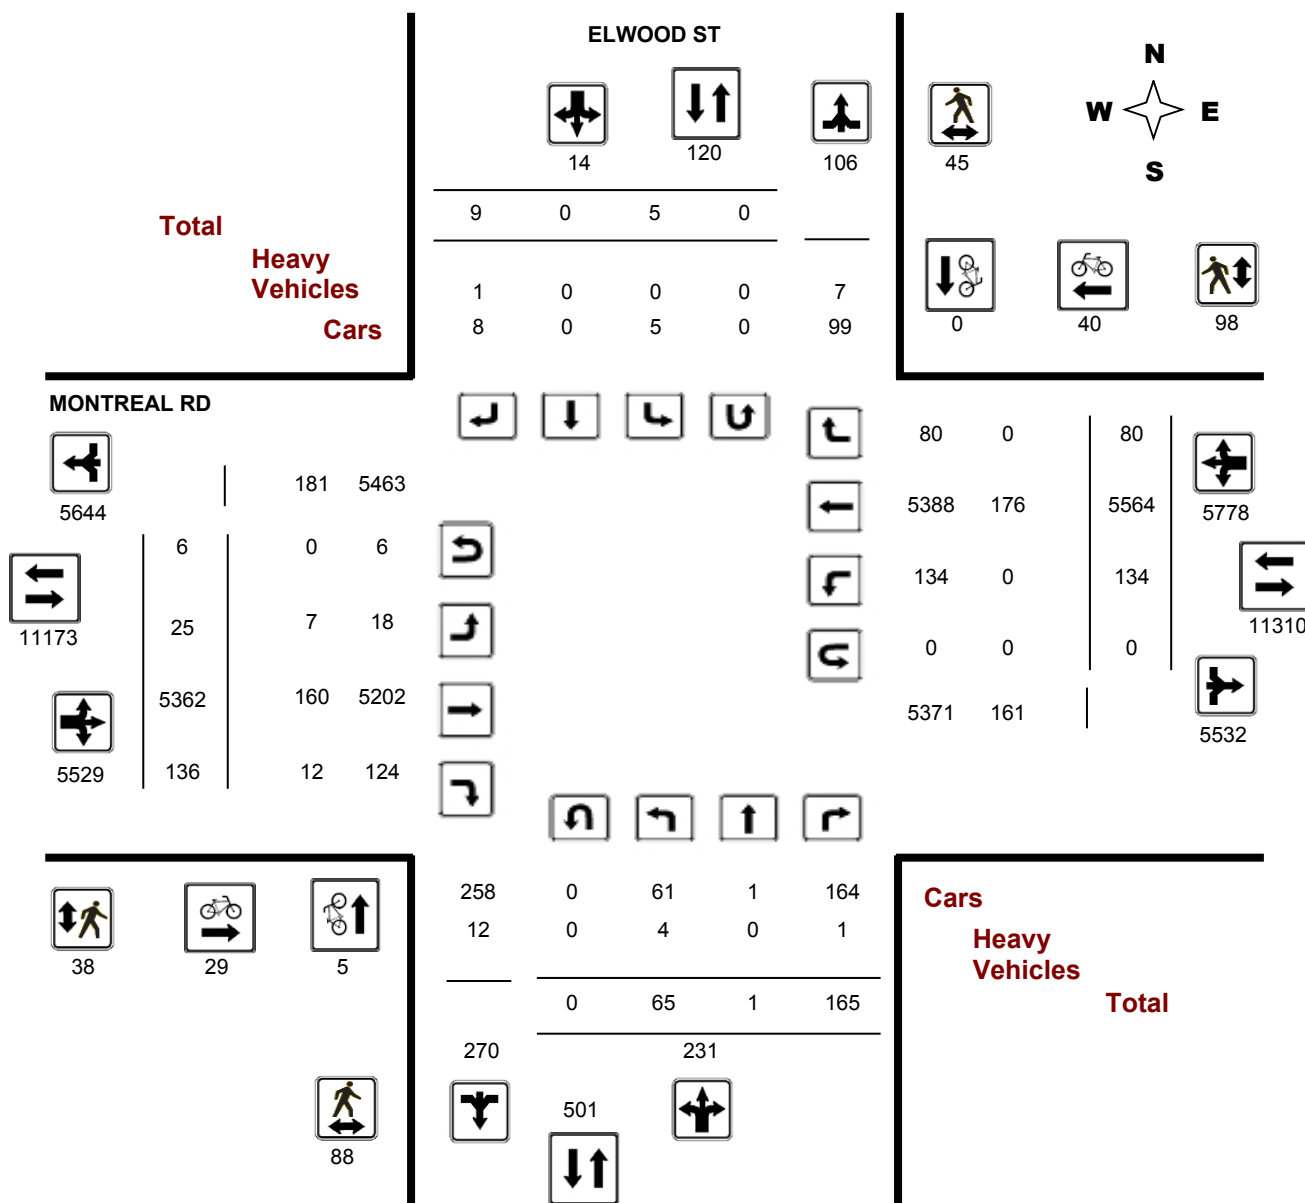 ELWOOD ST
N
W E
S
14 120 106 45
Total 9 0 5 0
Heavy
Vehicles 1 0 0 0 7
Cars 8 0 5 0 99
0 40 98
MONTREAL RD
80 0 80
181 5463
5388 176 5564
5644 5778
6 0 6
134 0 134
25 7 18
11173 11310
0 0 0
5362 160 5202
5371 161
5532
5529 136 12 124
258 0 61 1 164
Cars
12 0 4 0 1
Heavy
Vehicles
38 29 5
0 65 1 165
Total
270 231
501
88